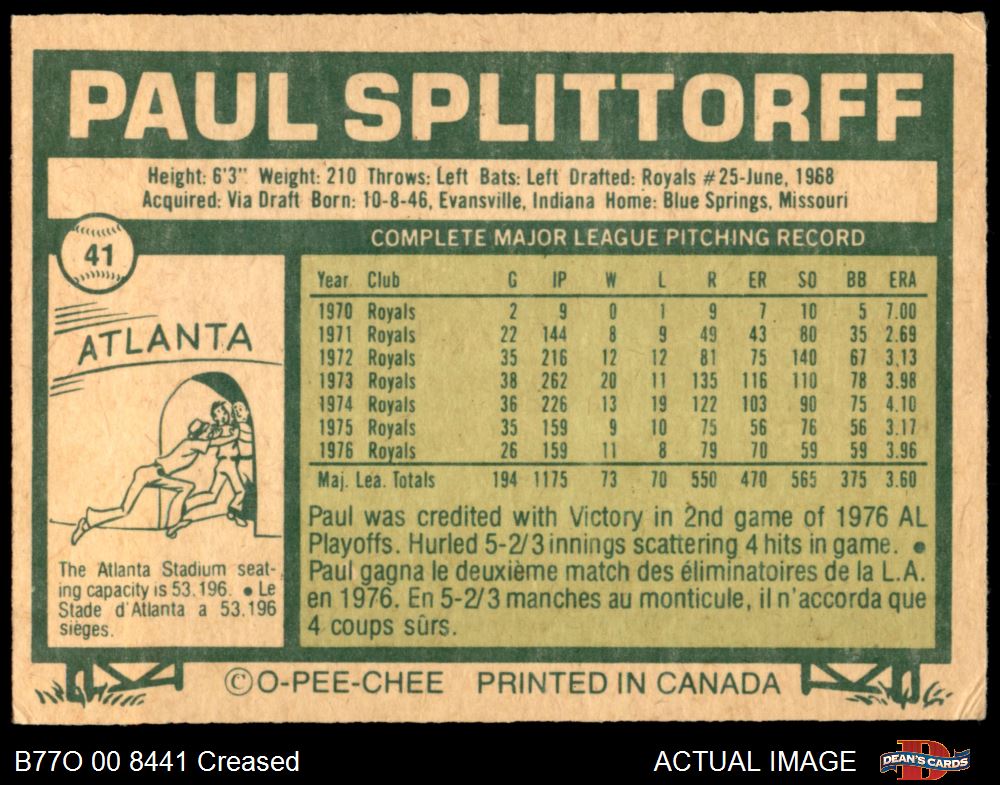 PAUL SPLITTORFF
Height: 6'3" Weight: 210 Throws: Left Bats: Left Drafted: Royals #25-June, 1968
Acquired: Via Draft Born: 10-8-46, Evansville, Indiana Home: Blue Springs, Missouri
41
COMPLETE MAJOR LEAGUE PITCHING RECORD
Year Club G IP W L R ER SO BB ERA
1970 Royals 2 9 0 1 9 7 10 5 7.00
1971 Royals 22 144 8 9 49 43 80 35 2.69
1972 Royals 35 216 12 12 81 75 140 67 3.13
1973 Royals 38 262 20 11 135 116 110 78 3.98
1974 Royals 36 226 13 19 122 103 90 75 4.10
1975 Royals 35 159 9 10 75 56 76 56 3.17
1976 Royals 26 159 11 8 79 70 59 59 3.96
Maj. Lea. Totals 194 1175 73 70 550 470 565 375 3.60
ATLANTA
The Atlanta Stadium seat-
ing capacity is 53.196. • Le
Stade d'Atlanta a 53.196
sièges.
Paul was credited with Victory in 2nd game of 1976 AL
Playoffs. Hurled 5-2/3 innings scattering 4 hits in game. •
Paul gagna le deuxième match des éliminatoires de la L.A.
en 1976. En 5-2/3 manches au monticule, il n'accorda que
4 coups sûrs.
©O-PEE-CHEE PRINTED IN CANADA
B77O 00 8441 Creased
ACTUAL IMAGE
D
DEAN'S CARDS